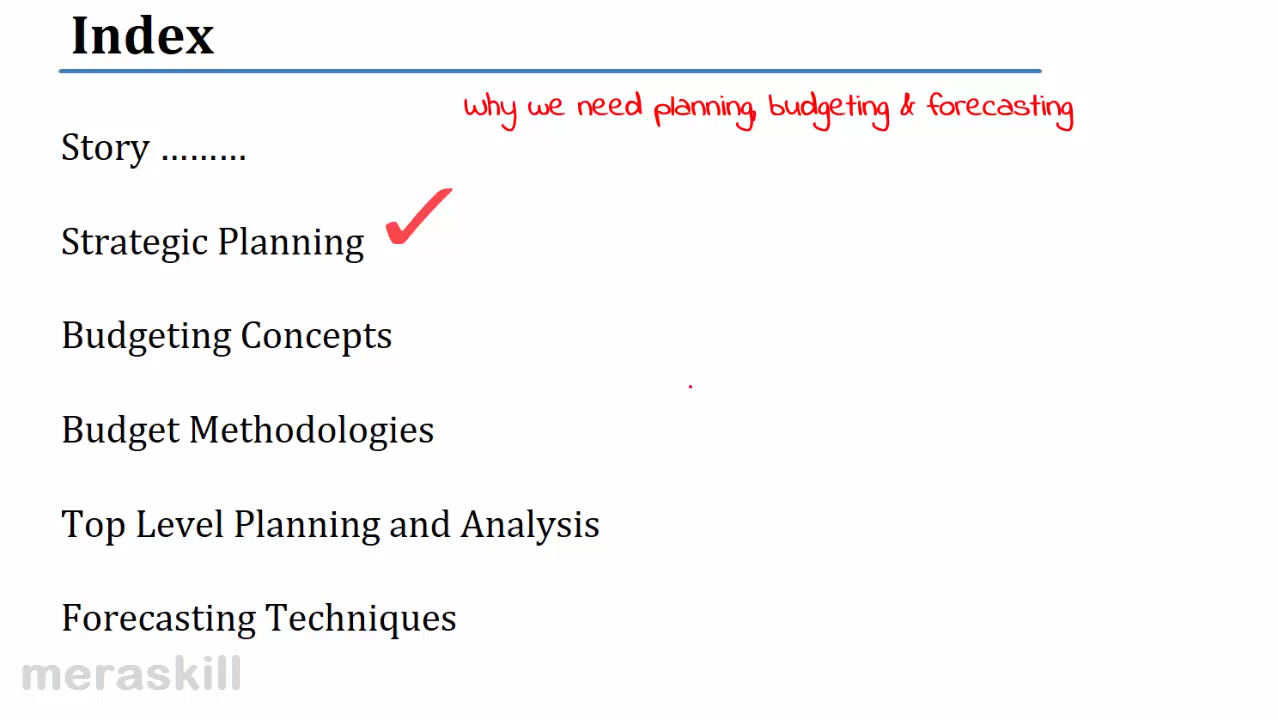 Index
why we need planning, budgeting & forecasting
Story .........
Strategic Planning
Budgeting Concepts
Budget Methodologies
Top Level Planning and Analysis
Forecasting Techniques
meraskill